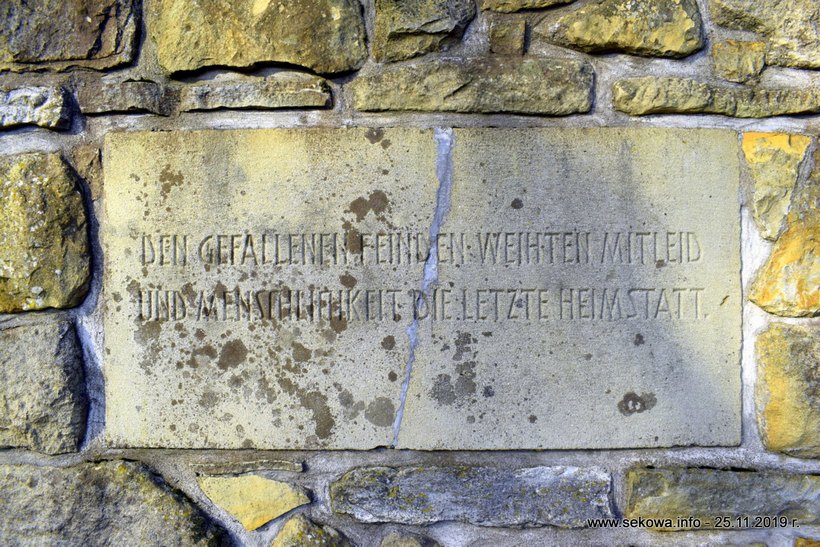 DEN GEFALLENEN FEINDEN WEIHTEN MITLEID
UND MENSCHLICHKEIT DIE LETZTE HEIMSTATT.
www.sekowa.info - 25.11.2019 r.